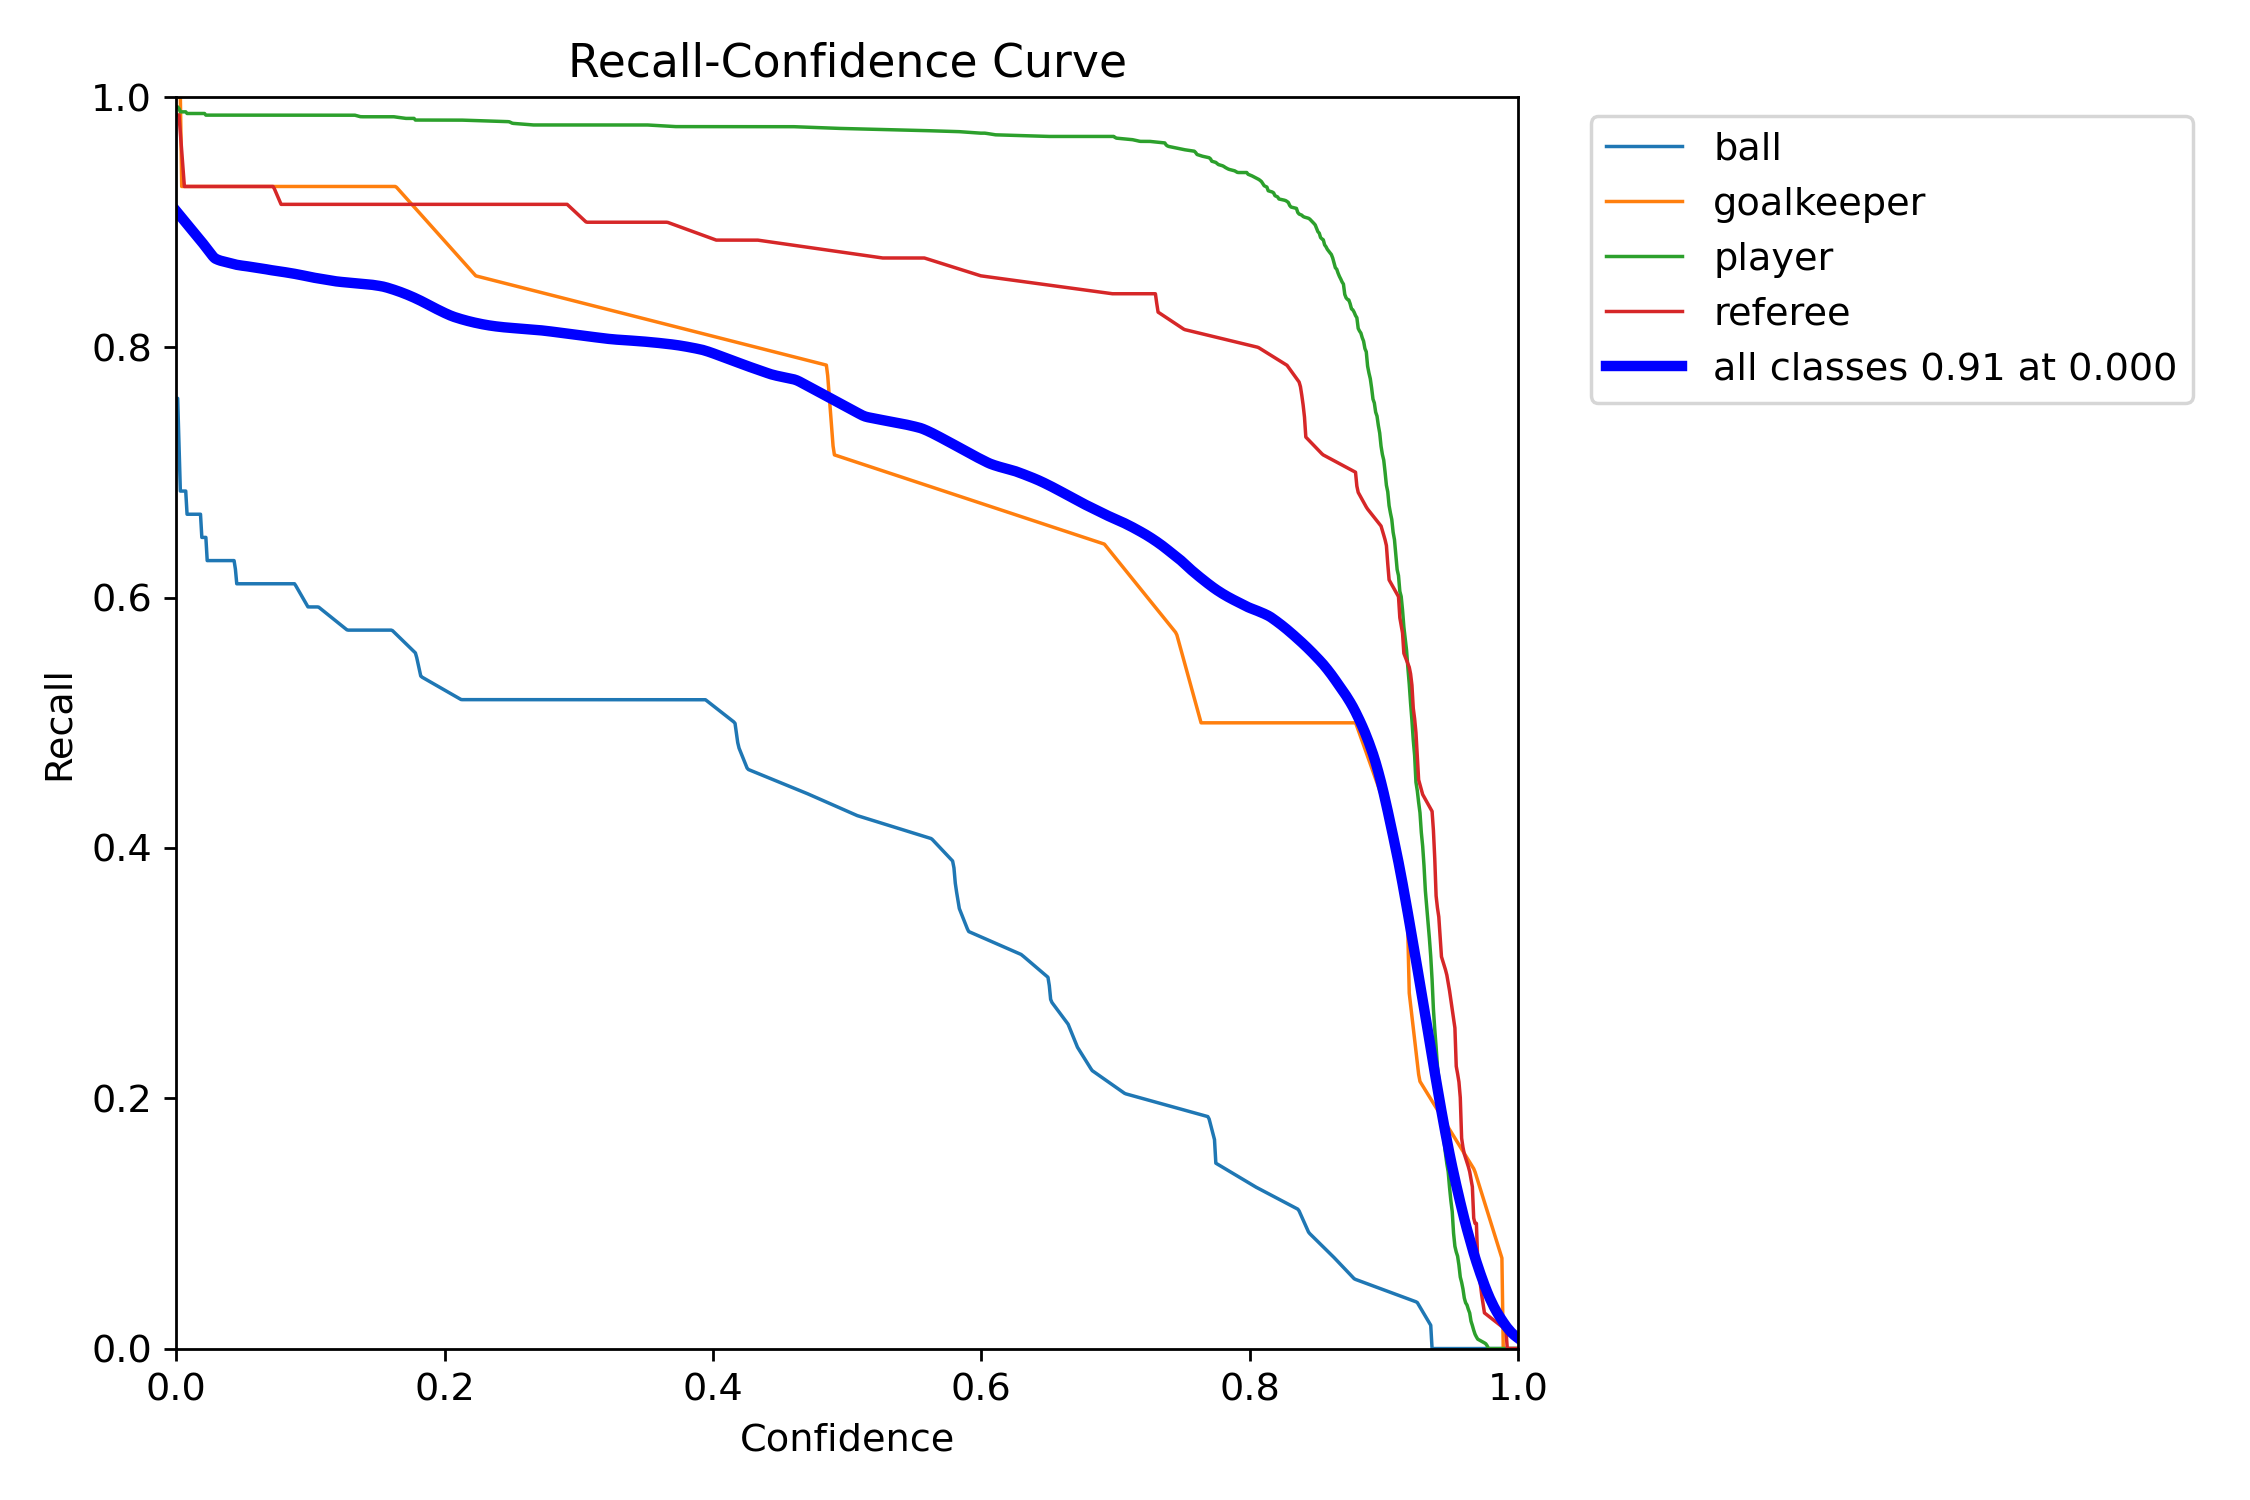 Recall-Confidence Curve
1.0
0.8
0.6
0.4
0.2
0.0
Recall
0.0 0.2 0.4 0.6 0.8 1.0
Confidence
ball
goalkeeper
player
referee
all classes 0.91 at 0.000